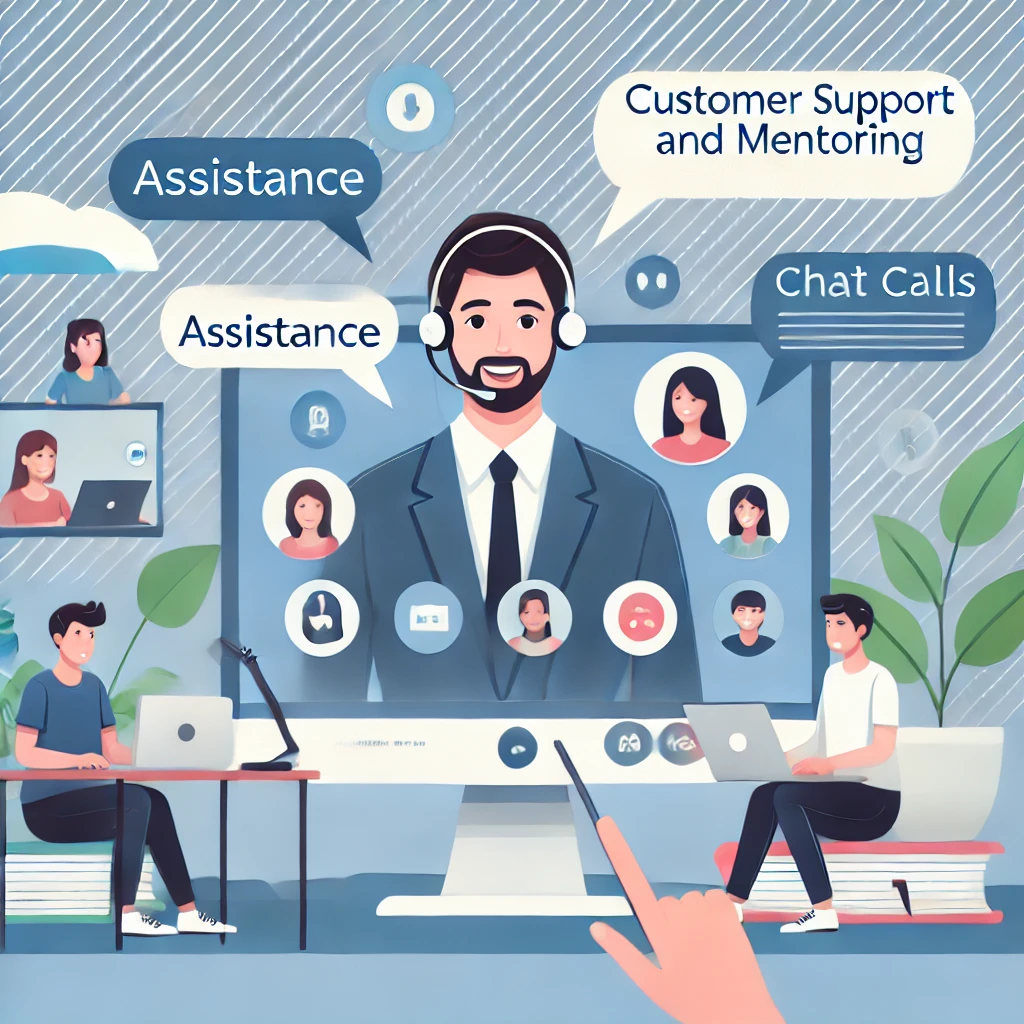 Customer Support
and Mentoring
Assistance
Chat Calls
Assistance